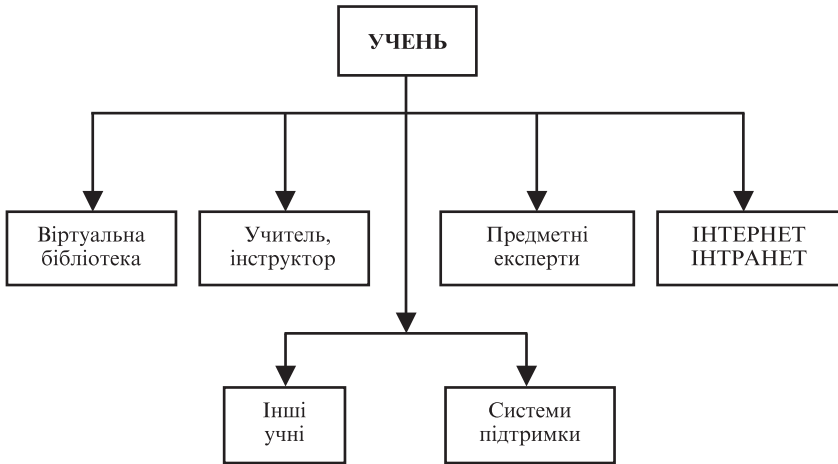 УЧЕНЬ
Віртуальна
бібліотека
Учитель,
інструктор
Предметні
експерти
ІНТЕРНЕТ
ІНТРАНЕТ
Інші
учні
Системи
підтримки